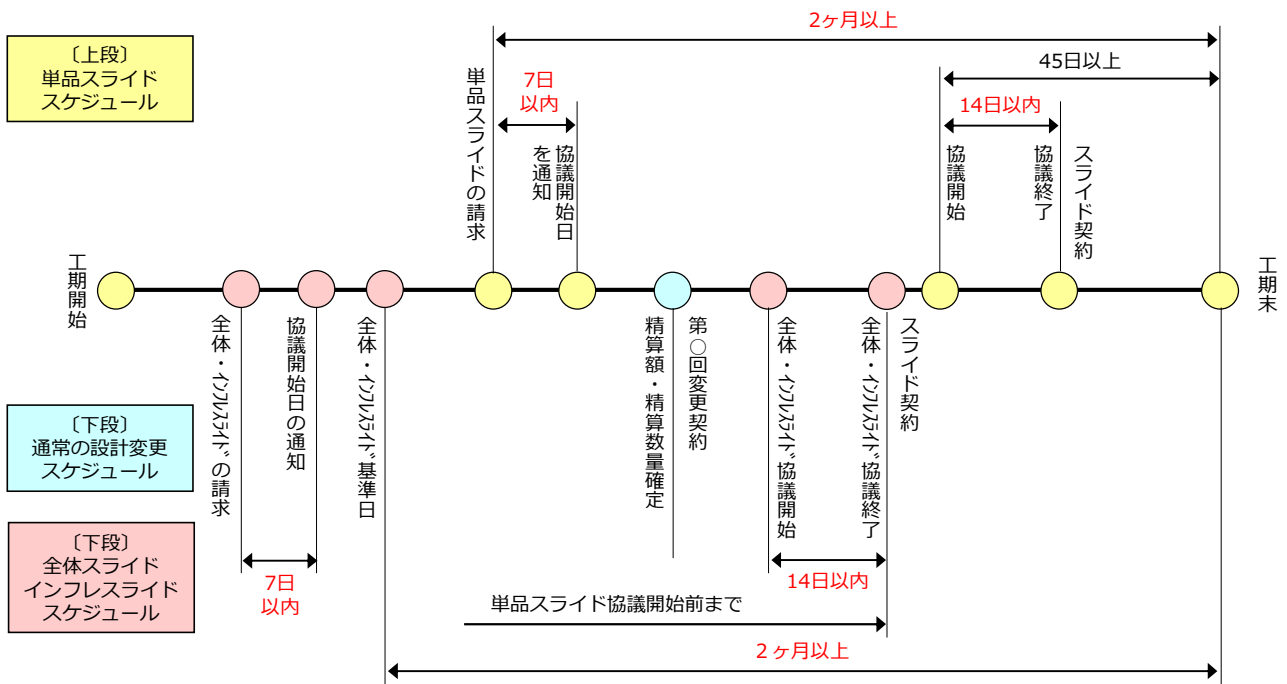 2ヶ月以上
〔上段〕
単品スライド
スケジュール
45日以上
7日
以内
14日以内
単品スライドの請求
協議開始日
を通知
協議開始
協議終了
スライド契約
工期開始
工期末
全体・インフレスライドの請求
協議開始日の通知
全体・インフレスライド基準日
第○回変更契約
精算額・精算数量確定
全体・インフレスライド協議開始
スライド契約
全体・インフレスライド協議終了
〔下段〕
通常の設計変更
スケジュール
〔下段〕
全体スライド
インフレスライド
スケジュール
7日
以内
14日以内
単品スライド協議開始前まで
２ヶ月以上